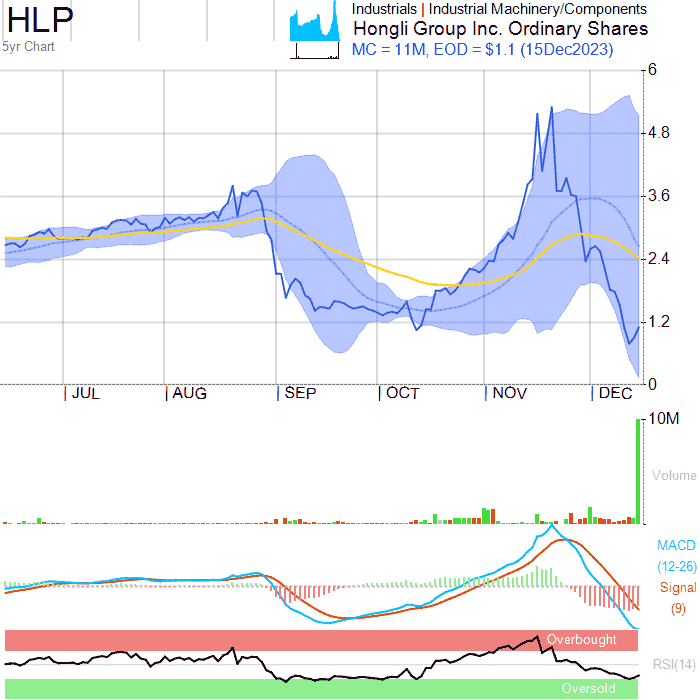 HLP
5yr Chart
Industrials | Industrial Machinery/Components
Hongli Group Inc. Ordinary Shares
MC = 11M, EOD = $1.1 (15Dec2023)
6
4.8
3.6
2.4
1.2
0
JUL AUG SEP OCT NOV DEC
10M
Volume
MACD
(12-26)
Signal
(9)
Overbought
RSI(14)
Oversold